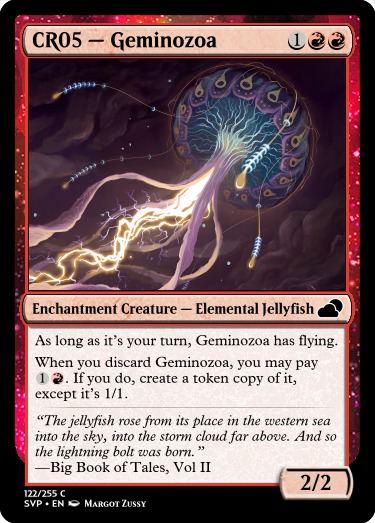 CR05 — Geminozoa 1
Enchantment Creature — Elemental Jellyfish
As long as it's your turn, Geminozoa has flying.
When you discard Geminozoa, you may pay
1. If you do, create a token copy of it,
except it's 1/1.
“The jellyfish rose from its place in the western sea
into the sky, into the storm cloud far above. And so
the lightning bolt was born.”
—Big Book of Tales, Vol II
2/2
122/255 C
SVP • EN Margot Zussy